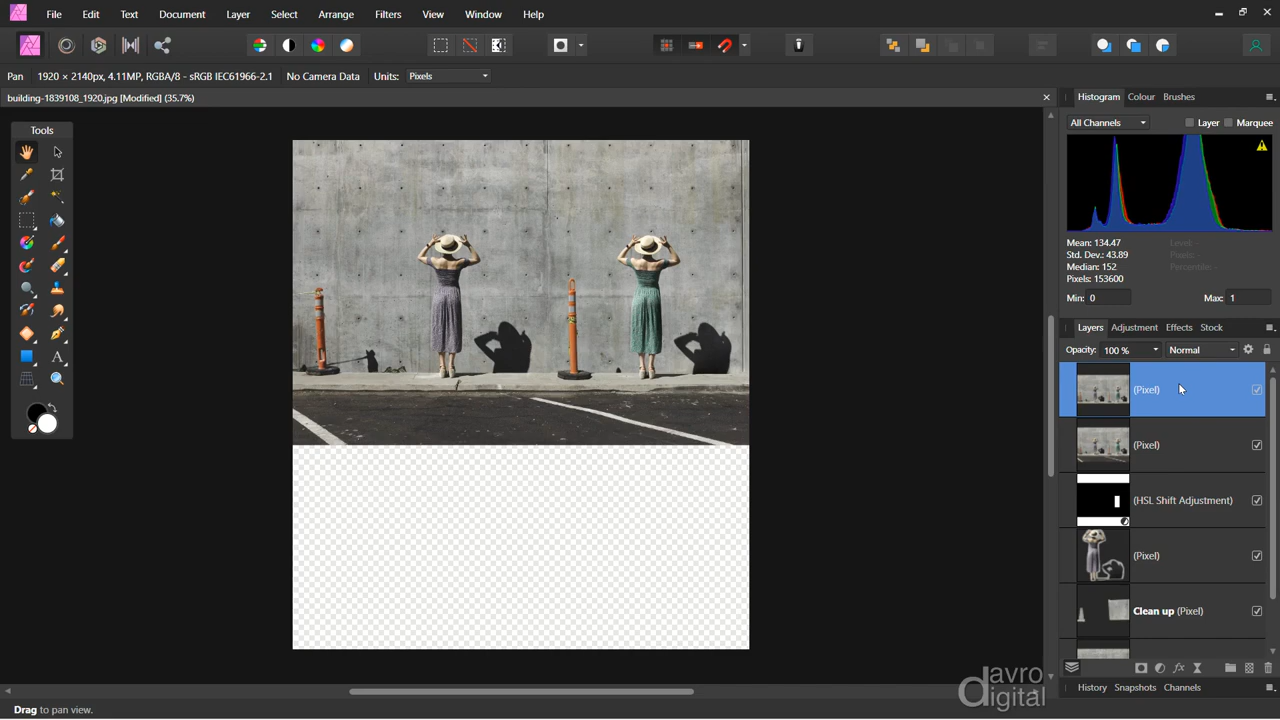 File Edit Text Document Layer Select Arrange Filters View Window Help
Pan 1920 × 2140px, 4.11MP, RGBA/8 - sRGB IEC61966-2.1 No Camera Data Units: Pixels
building-1839108_1920.jpg [Modified] (35.7%)
Tools
Histogram Colour Brushes
All Channels Layer Marquee
Mean: 134.47 Level: -
Std. Dev.: 43.89 Pixels: -
Median: 152 Percentile: -
Pixels: 153600
Min: 0 Max: 1
Layers Adjustment Effects Stock
Opacity: 100 % Normal
(Pixel)
(Pixel)
(HSL Shift Adjustment)
(Pixel)
Clean up (Pixel)
A
fx
History Snapshots Channels
davro
digital
Drag to pan view.